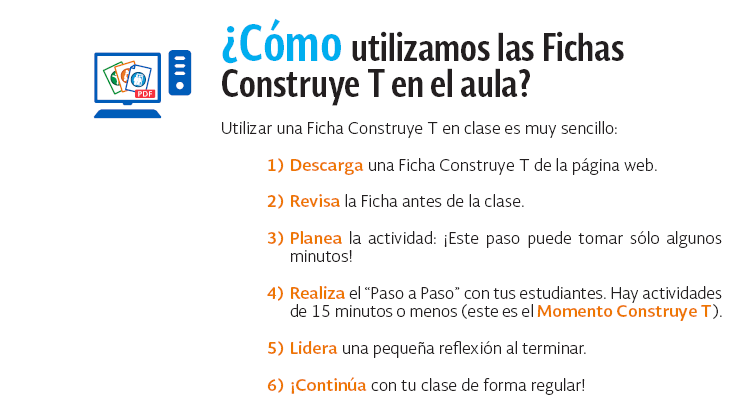 ¿Cómo utilizamos las Fichas
Construye T en el aula?
PDF
Utilizar una Ficha Construye T en clase es muy sencillo:
1) Descarga una Ficha Construye T de la página web.
2) Revisa la Ficha antes de la clase.
3) Planea la actividad: ¡Este paso puede tomar sólo algunos
minutos!
4) Realiza el “Paso a Paso” con tus estudiantes. Hay actividades
de 15 minutos o menos (este es el Momento Construye T).
5) Lidera una pequeña reflexión al terminar.
6) ¡Continúa con tu clase de forma regular!